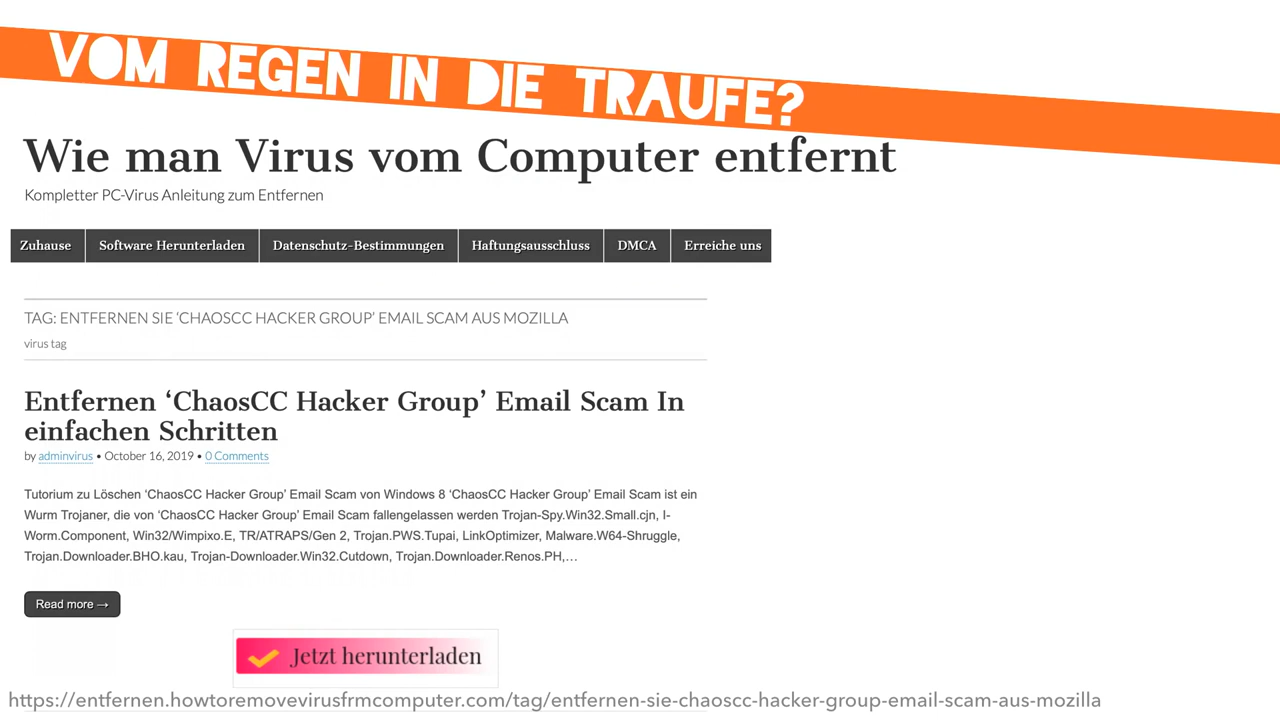 VOM REGEN IN DIE TRAUFE?
Wie man Virus vom Computer entfernt
Kompletter PC-Virus Anleitung zum Entfernen
Zuhause Software Herunterladen Datenschutz-Bestimmungen Haftungsausschluss DMCA Erreiche uns
TAG: ENTFERNEN SIE ‘CHAOSCC HACKER GROUP’ EMAIL SCAM AUS MOZILLA
virus tag
Entfernen ‘ChaosCC Hacker Group’ Email Scam In
einfachen Schritten
by adminvirus • October 16, 2019 • 0 Comments
Tutorium zu Löschen ‘ChaosCC Hacker Group’ Email Scam von Windows 8 ‘ChaosCC Hacker Group’ Email Scam ist ein
Wurm Trojaner, die von ‘ChaosCC Hacker Group’ Email Scam fallengelassen werden Trojan-Spy.Win32.Small.cjn, I-
Worm.Component, Win32/Wimpixo.E, TR/ATRAPS/Gen 2, Trojan.PWS.Tupai, LinkOptimizer, Malware.W64-Shruggle,
Trojan.Downloader.BHO.kau, Trojan-Downloader.Win32.Cutdown, Trojan.Downloader.Renos.PH,…
Read more →
Jetzt herunterladen
https://entfernen.howtoremovevirusfrmcomputer.com/tag/entfernen-sie-chaoscc-hacker-group-email-scam-aus-mozilla